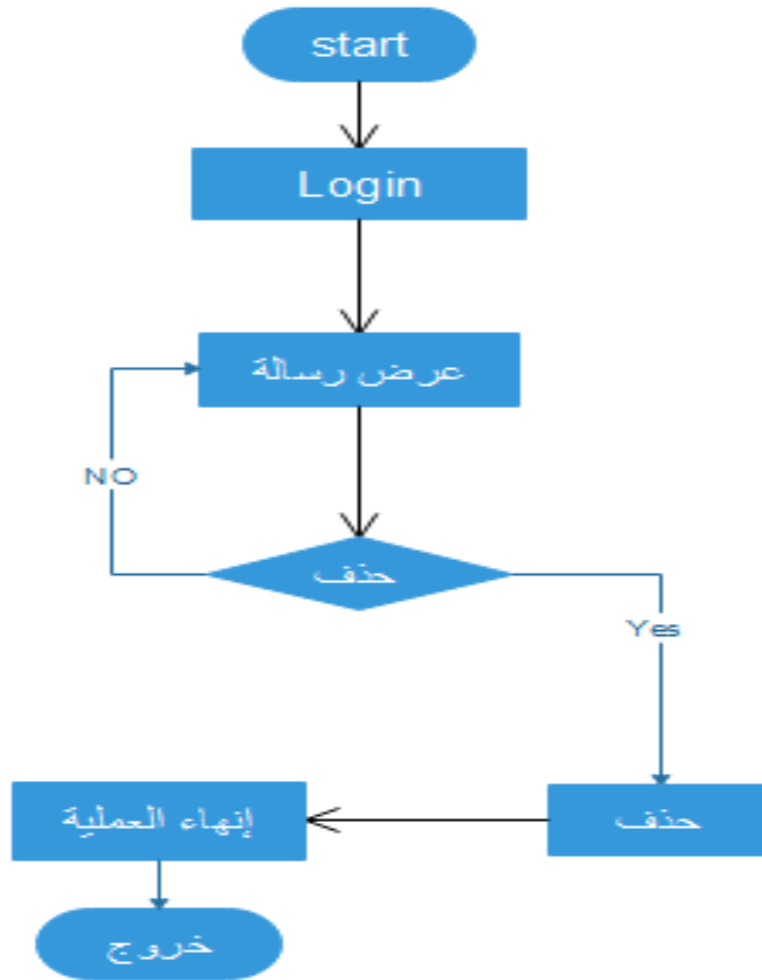 start
Login
عرض رسالة
NO
حذف
Yes
حذف
إنهاء العملية
خروج